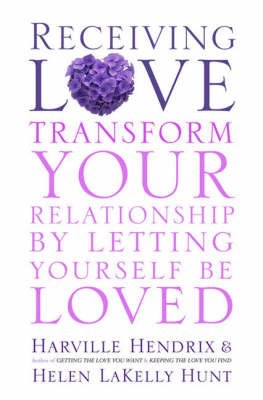 RECEIVING
LOVE
TRANSFORM
YOUR
RELATIONSHIP
BY LETTING
YOURSELF BE
LOVED
HARVILLE HENDRIX &
Authors of GETTING THE LOVE YOU WANT & KEEPING THE LOVE YOU FIND
HELEN LAKELLY HUNT